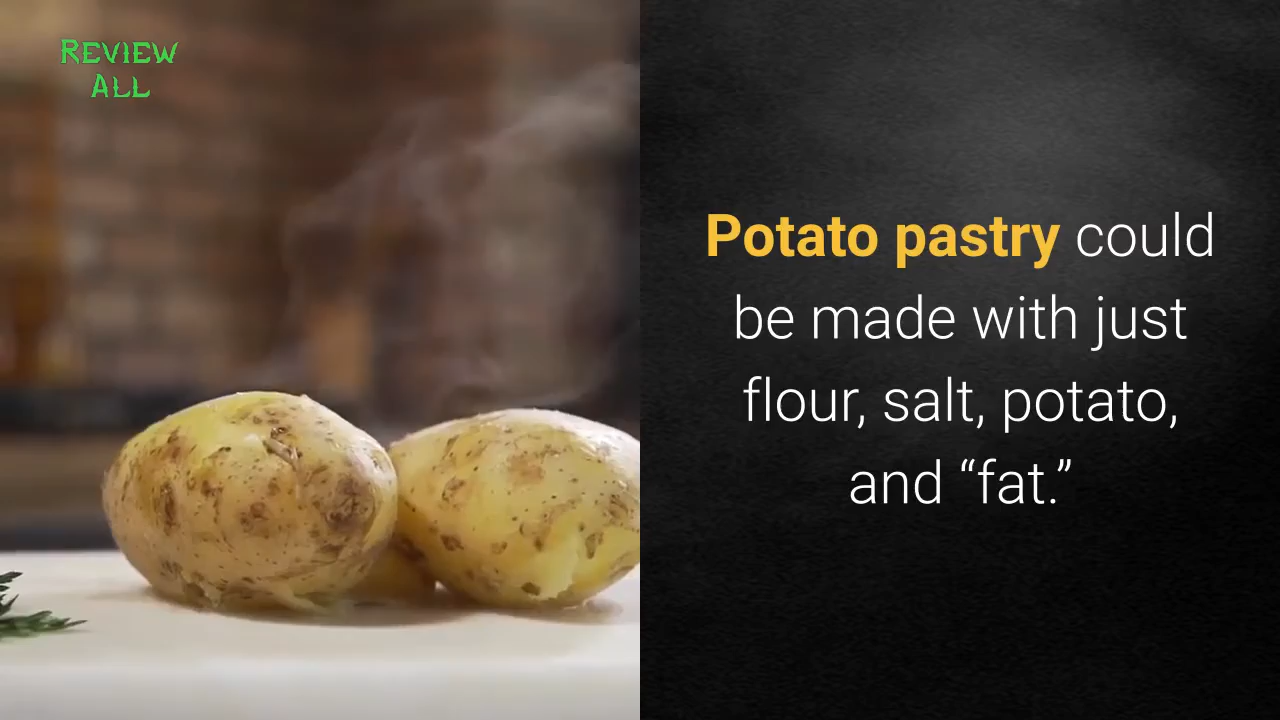 REVIEW
ALL
Potato pastry could
be made with just
flour, salt, potato,
and “fat.”